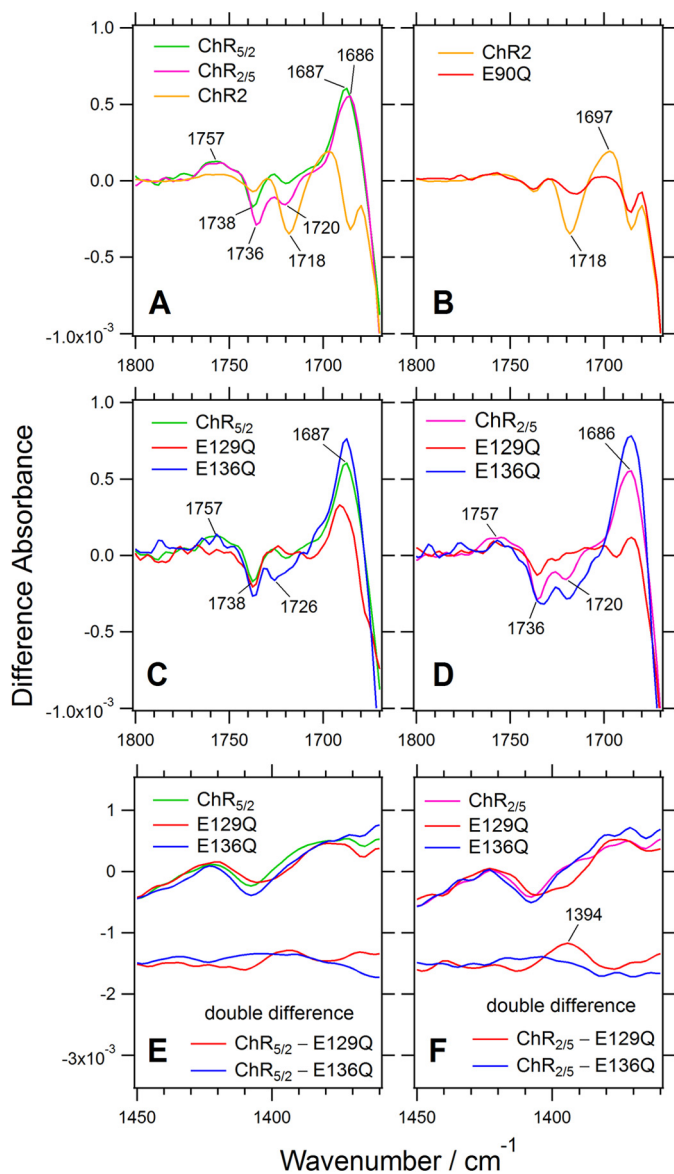 Difference Absorbance
1.0
0.5
0.0
-0.5
-1.0x10⁻³
ChR₅/₂
ChR₂/₅
ChR2
1687
1686
1757
1738
1736
1720
1718
A
1800
1750
1700
ChR2
E90Q
1697
1718
B
1800
1750
1700
1.0
0.5
0.0
-0.5
-1.0x10⁻³
ChR₅/₂
E129Q
E136Q
1687
1757
1738
1726
C
1800
1750
1700
ChR₂/₅
E129Q
E136Q
1686
1757
1736
1720
D
1800
1750
1700
1
0
-1
-2
-3x10⁻³
ChR₅/₂
E129Q
E136Q
double difference
E
ChR₅/₂ – E129Q
ChR₅/₂ – E136Q
1450
1400
ChR₂/₅
E129Q
E136Q
1394
double difference
F
ChR₂/₅ – E129Q
ChR₂/₅ – E136Q
1450
1400
Wavenumber / cm⁻¹